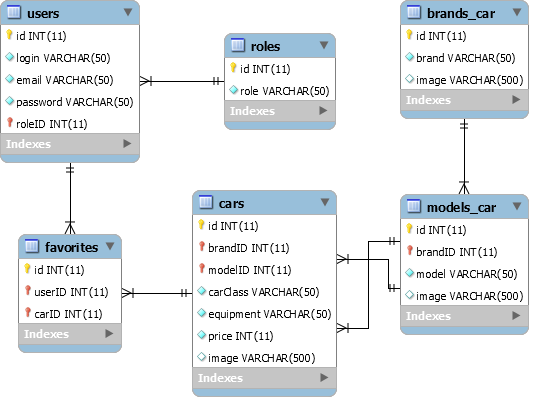 users
id INT(11)
login VARCHAR(50)
email VARCHAR(50)
password VARCHAR(50)
roleID INT(11)
Indexes
roles
id INT(11)
role VARCHAR(50)
Indexes
brands_car
id INT(11)
brand VARCHAR(50)
image VARCHAR(500)
Indexes
favorites
id INT(11)
userID INT(11)
carID INT(11)
Indexes
cars
id INT(11)
brandID INT(11)
modelID INT(11)
carClass VARCHAR(50)
equipment VARCHAR(50)
price INT(11)
image VARCHAR(500)
Indexes
models_car
id INT(11)
brandID INT(11)
model VARCHAR(50)
image VARCHAR(500)
Indexes